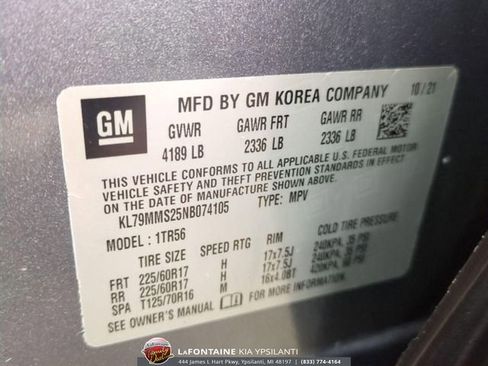 GM
MFD BY GM KOREA COMPANY 10/21
GVWR GAWR FRT GAWR RR
4189 LB 2336 LB 2336 LB
THIS VEHICLE CONFORMS TO ALL APPLICABLE U.S. FEDERAL MOTOR
VEHICLE SAFETY AND THEFT PREVENTION STANDARDS IN EFFECT ON
THE DATE OF MANUFACTURE SHOWN ABOVE.
KL79MMS25NB074105 TYPE: MPV
MODEL : 1TR56
TIRE SIZE SPEED RTG RIM COLD TIRE PRESSURE
FRT 225/60R17 H 17x7.5J 240KPA, 35 PSI
RR 225/60R17 H 17x7.5J 240KPA, 35 PSI
SPA T125/70R16 M 16x4.0BT 420KPA, 60 PSI
SEE OWNER'S MANUAL FOR MORE INFORMATION.
LAFONTAINE KIA YPSILANTI
444 James L Hart Pkwy, Ypsilanti, MI 48197 | (833) 774-4164